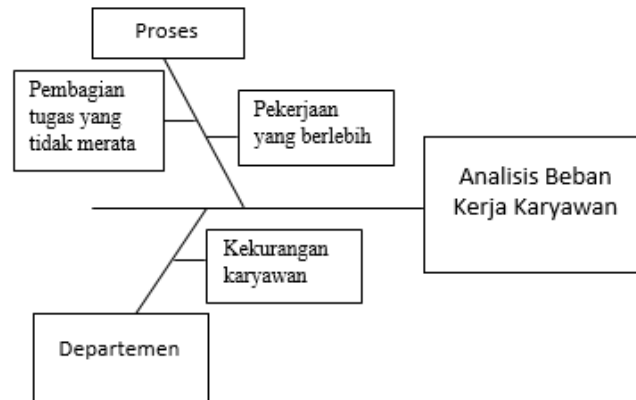 Proses
Pembagian
tugas yang
tidak merata
Pekerjaan
yang berlebih
Analisis Beban
Kerja Karyawan
Kekurangan
karyawan
Departemen